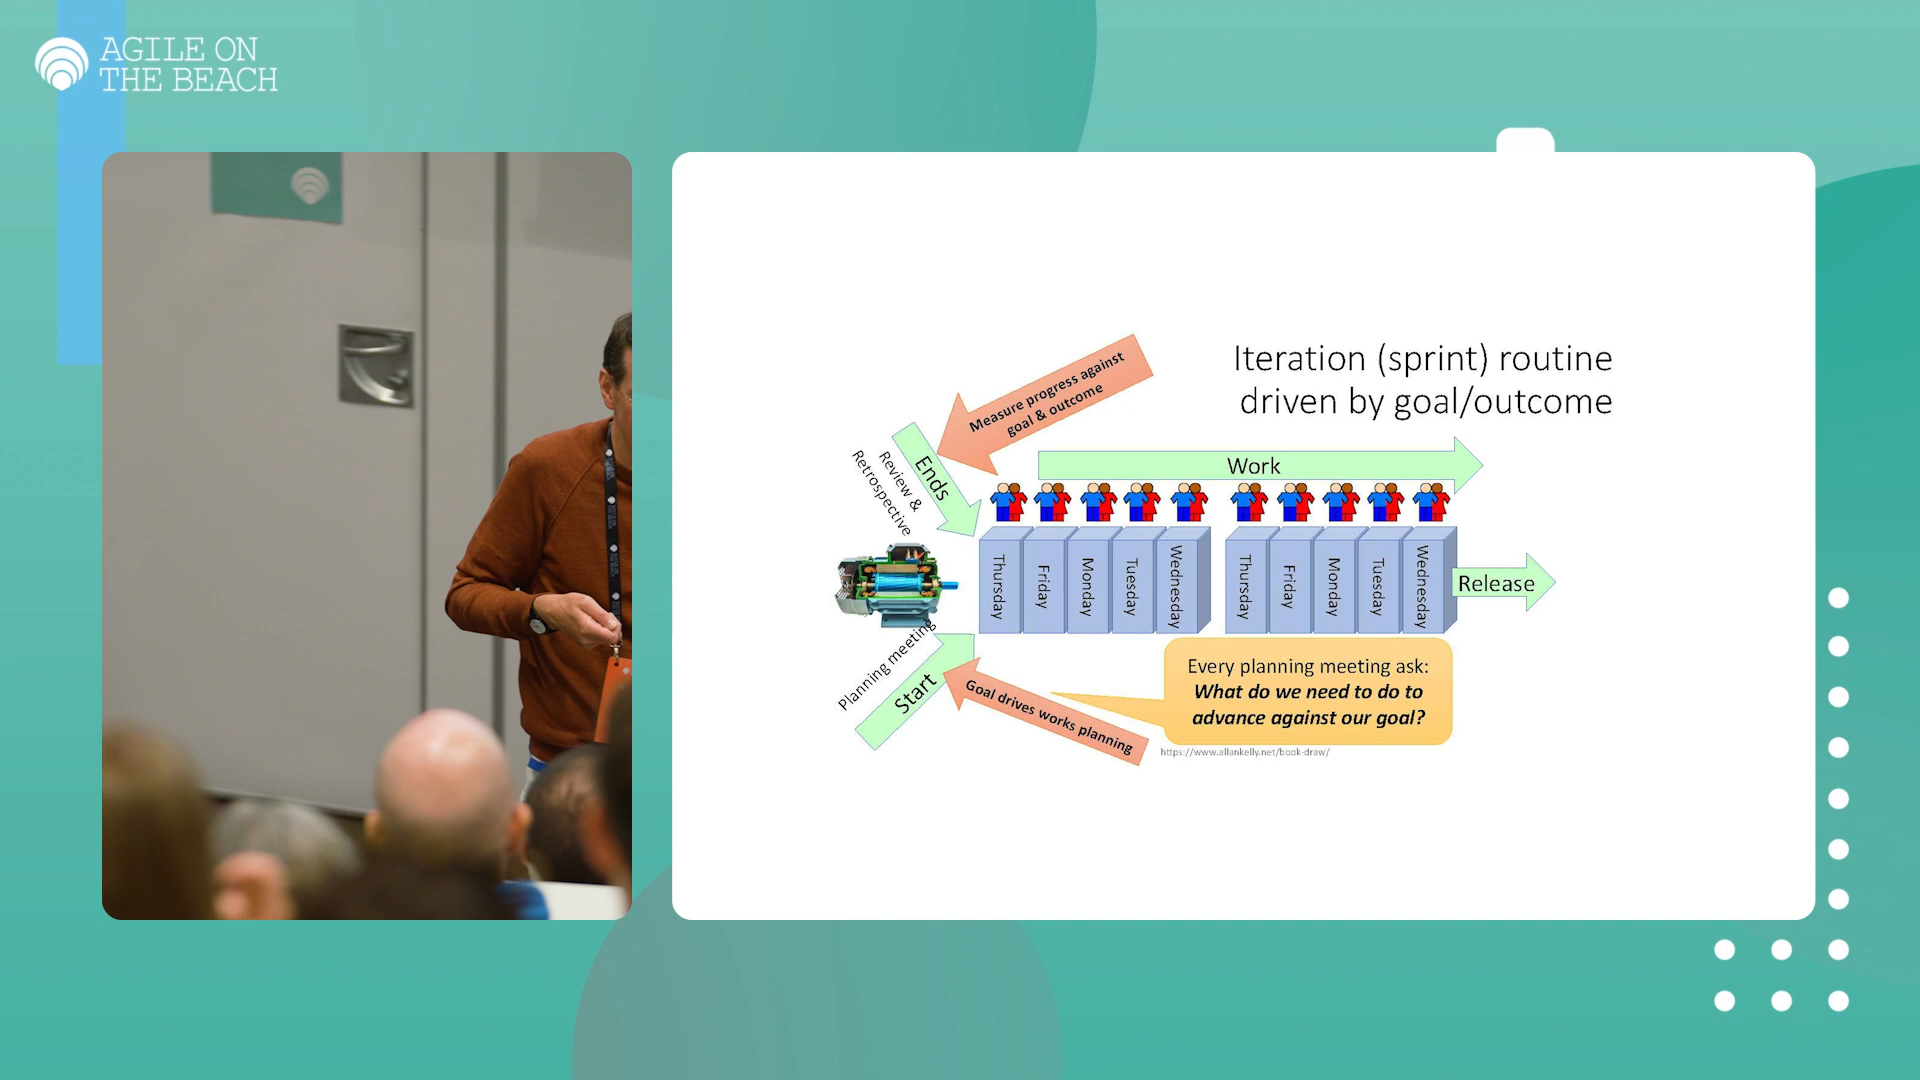 AGILE ON
THE BEACH
Iteration (sprint) routine
driven by goal/outcome
Measure progress against
goal & outcome
Ends
Review &
Retrospective
Work
Thursday
Friday
Monday
Tuesday
Wednesday
Thursday
Friday
Monday
Tuesday
Wednesday
Release
Planning meeting
Start
Goal drives works planning
Every planning meeting ask:
What do we need to do to
advance against our goal?
https://www.allankelly.net/book-draw/